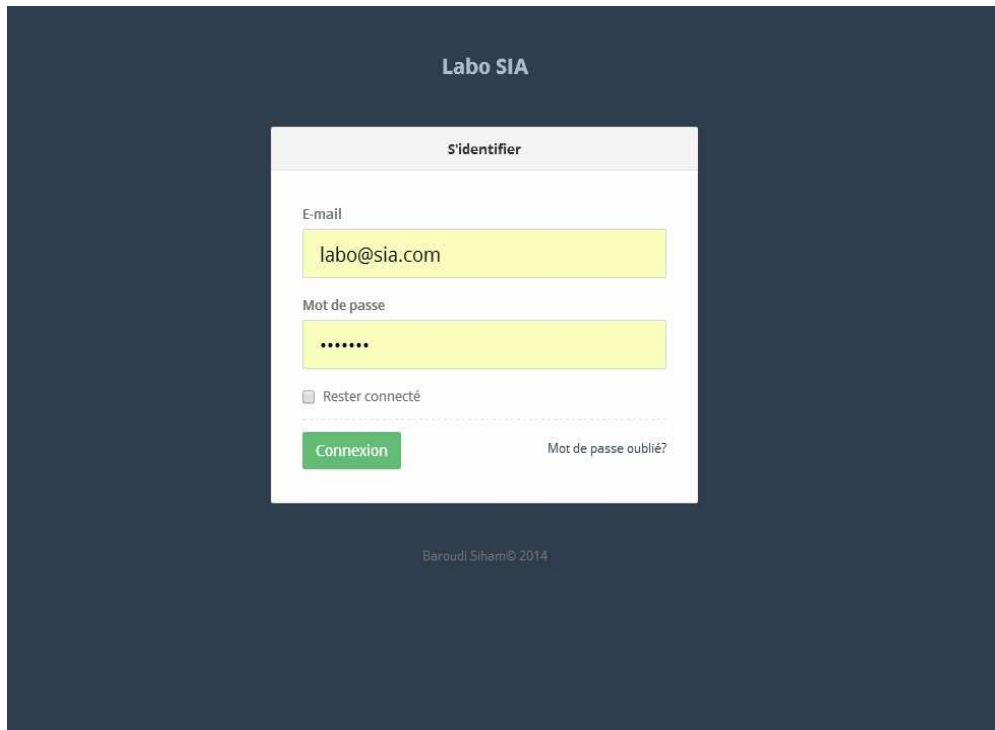 Labo SIA
S'identifier
E-mail
labo@sia.com
Mot de passe
•••••••
Rester connecté
Connexion
Mot de passe oublié?
Baroudi Siham© 2014